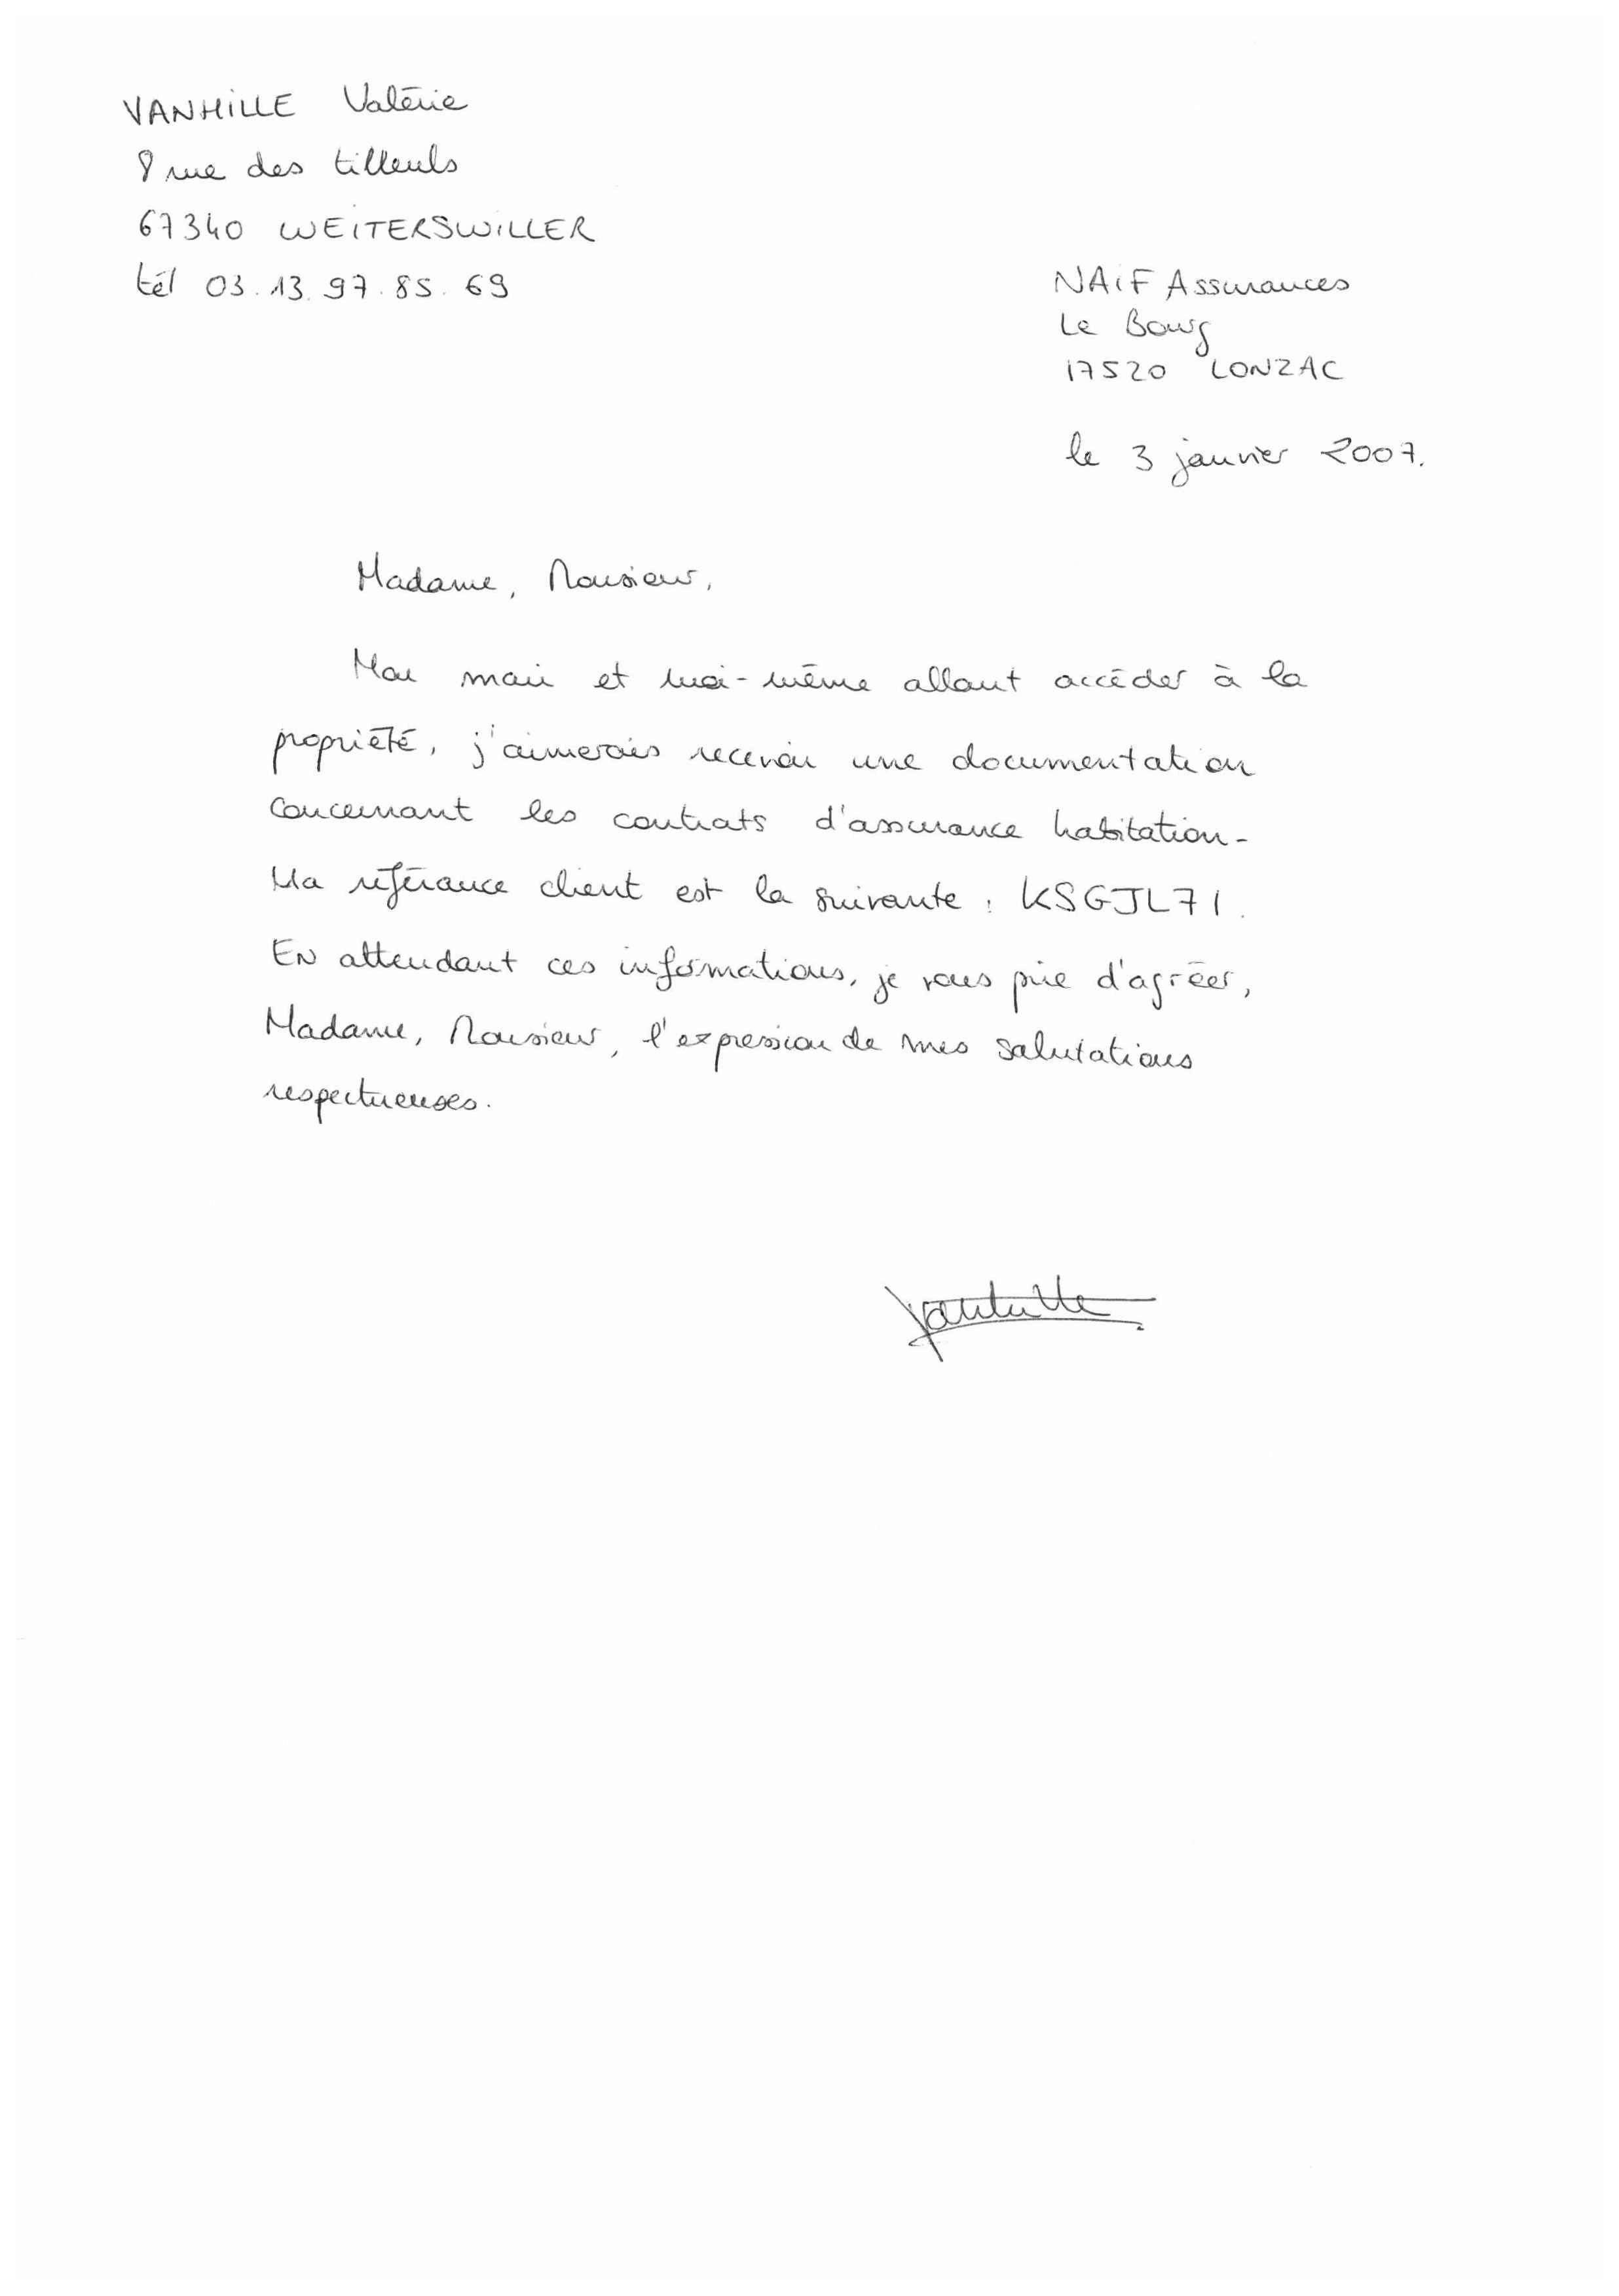 VANHILLE Valérie
8 rue des tilleuls
67340 WEITERSWILLER
tél 03.13.97.85.69
NAIF Assurances
Le Bourg
17520 LONZAC
le 3 janvier 2007.
Madame, Monsieur,
Mon mari et moi-même allant accéder à la
propriété, j'aimerais recevoir une documentation
concernant les contrats d'assurance habitation-
Ma référance client est la suivante : KSGJL71.
En attendant ces informations, je vous prie d'agréer,
Madame, Monsieur, l'expression de mes salutations
respectueuses.
Vanhille